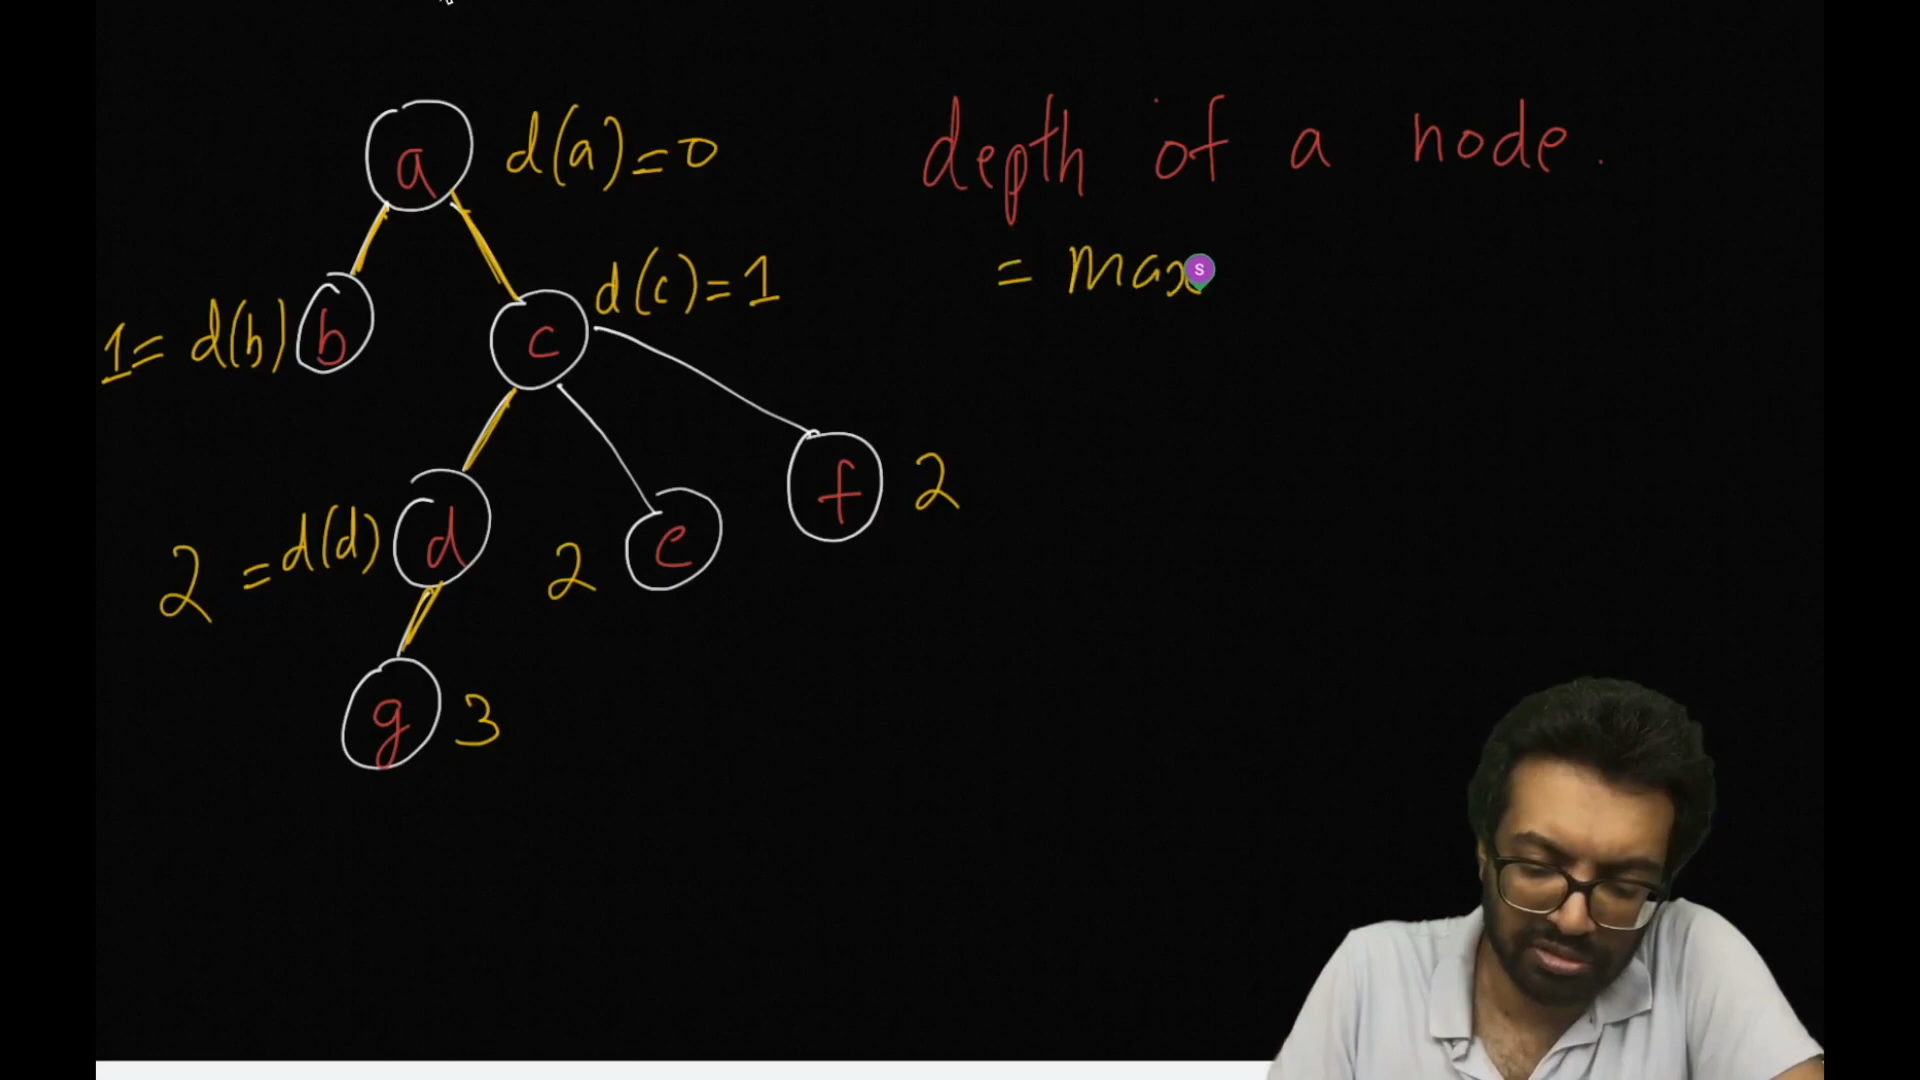 a d(a)=0
depth of a node.
= max
S
1= d(b) b
c d(c)=1
f 2
2 = d(d) d
2 e
g 3